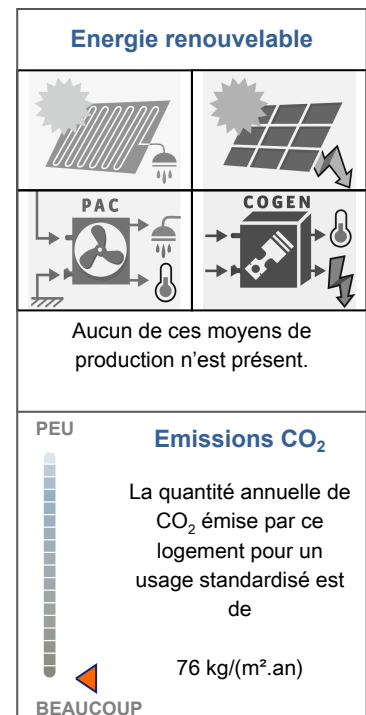 Energie renouvelable
PAC
COGEN
Aucun de ces moyens de
production n'est présent.
PEU
Emissions CO₂
La quantité annuelle de
CO₂ émise par ce
logement pour un
usage standardisé est
de
76 kg/(m².an)
BEAUCOUP